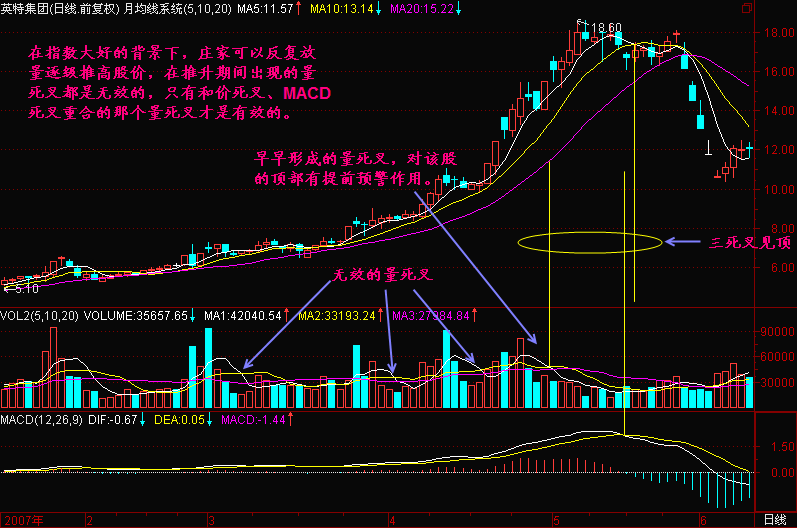 英特集团(日线.前复权) 月均线系统(5,10,20) MA5:11.57↑ MA10:13.14↓ MA20:15.22↓
18.60
18.00
在指数大好的背景下，庄家可以反复放
量逐级推高股价，在推升期间出现的量
死叉都是无效的，只有和价死叉、MACD
死叉重合的那个量死叉才是有效的。
16.00
14.00
12.00
早早形成的量死叉，对该股
的顶部有提前预警作用。
10.00
8.00
三死叉见顶
6.00
无效的量死叉
5.10
VOL2(5,10,20) VOLUME:35657.65↓ MA1:42040.54↑ MA2:33193.24↑ MA3:27984.84↑
90000
60000
30000
MACD(12,26,9) DIF:-0.67↓ DEA:0.05↓ MACD:-1.44↑
1.50
0.00
2007年 2 3 4 5 6 日线